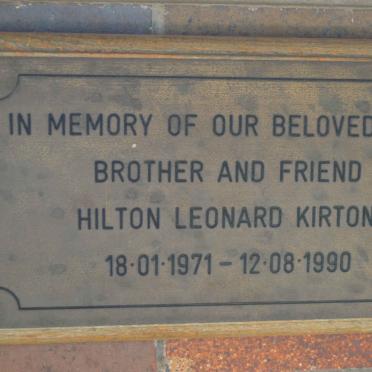 IN MEMORY OF OUR BELOVED
BROTHER AND FRIEND
HILTON LEONARD KIRTON
18·01·1971 – 12·08·1990